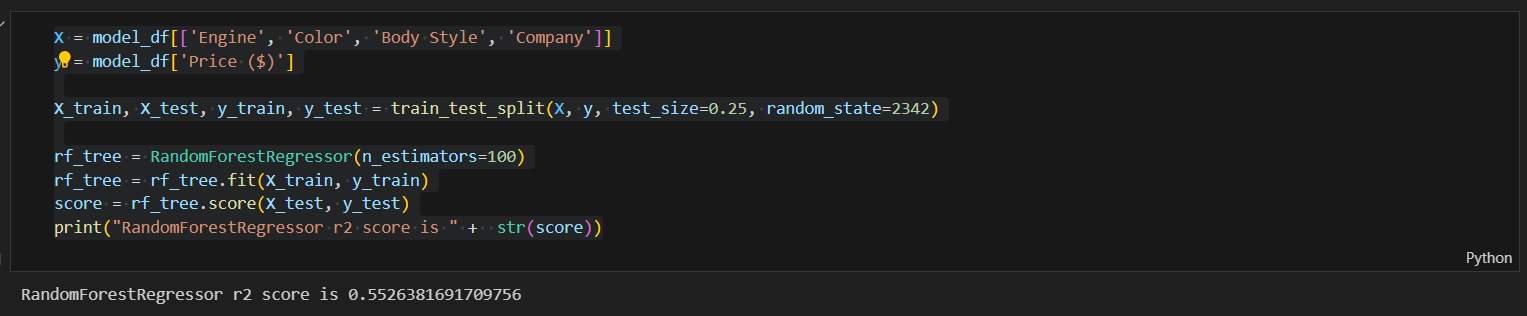 X = model_df[['Engine', 'Color', 'Body Style', 'Company']]
y = model_df['Price ($)']
X_train, X_test, y_train, y_test = train_test_split(X, y, test_size=0.25, random_state=2342)
rf_tree = RandomForestRegressor(n_estimators=100)
rf_tree = rf_tree.fit(X_train, y_train)
score = rf_tree.score(X_test, y_test)
print("RandomForestRegressor r2 score is " +  str(score))
Python
RandomForestRegressor r2 score is 0.5526381691709756